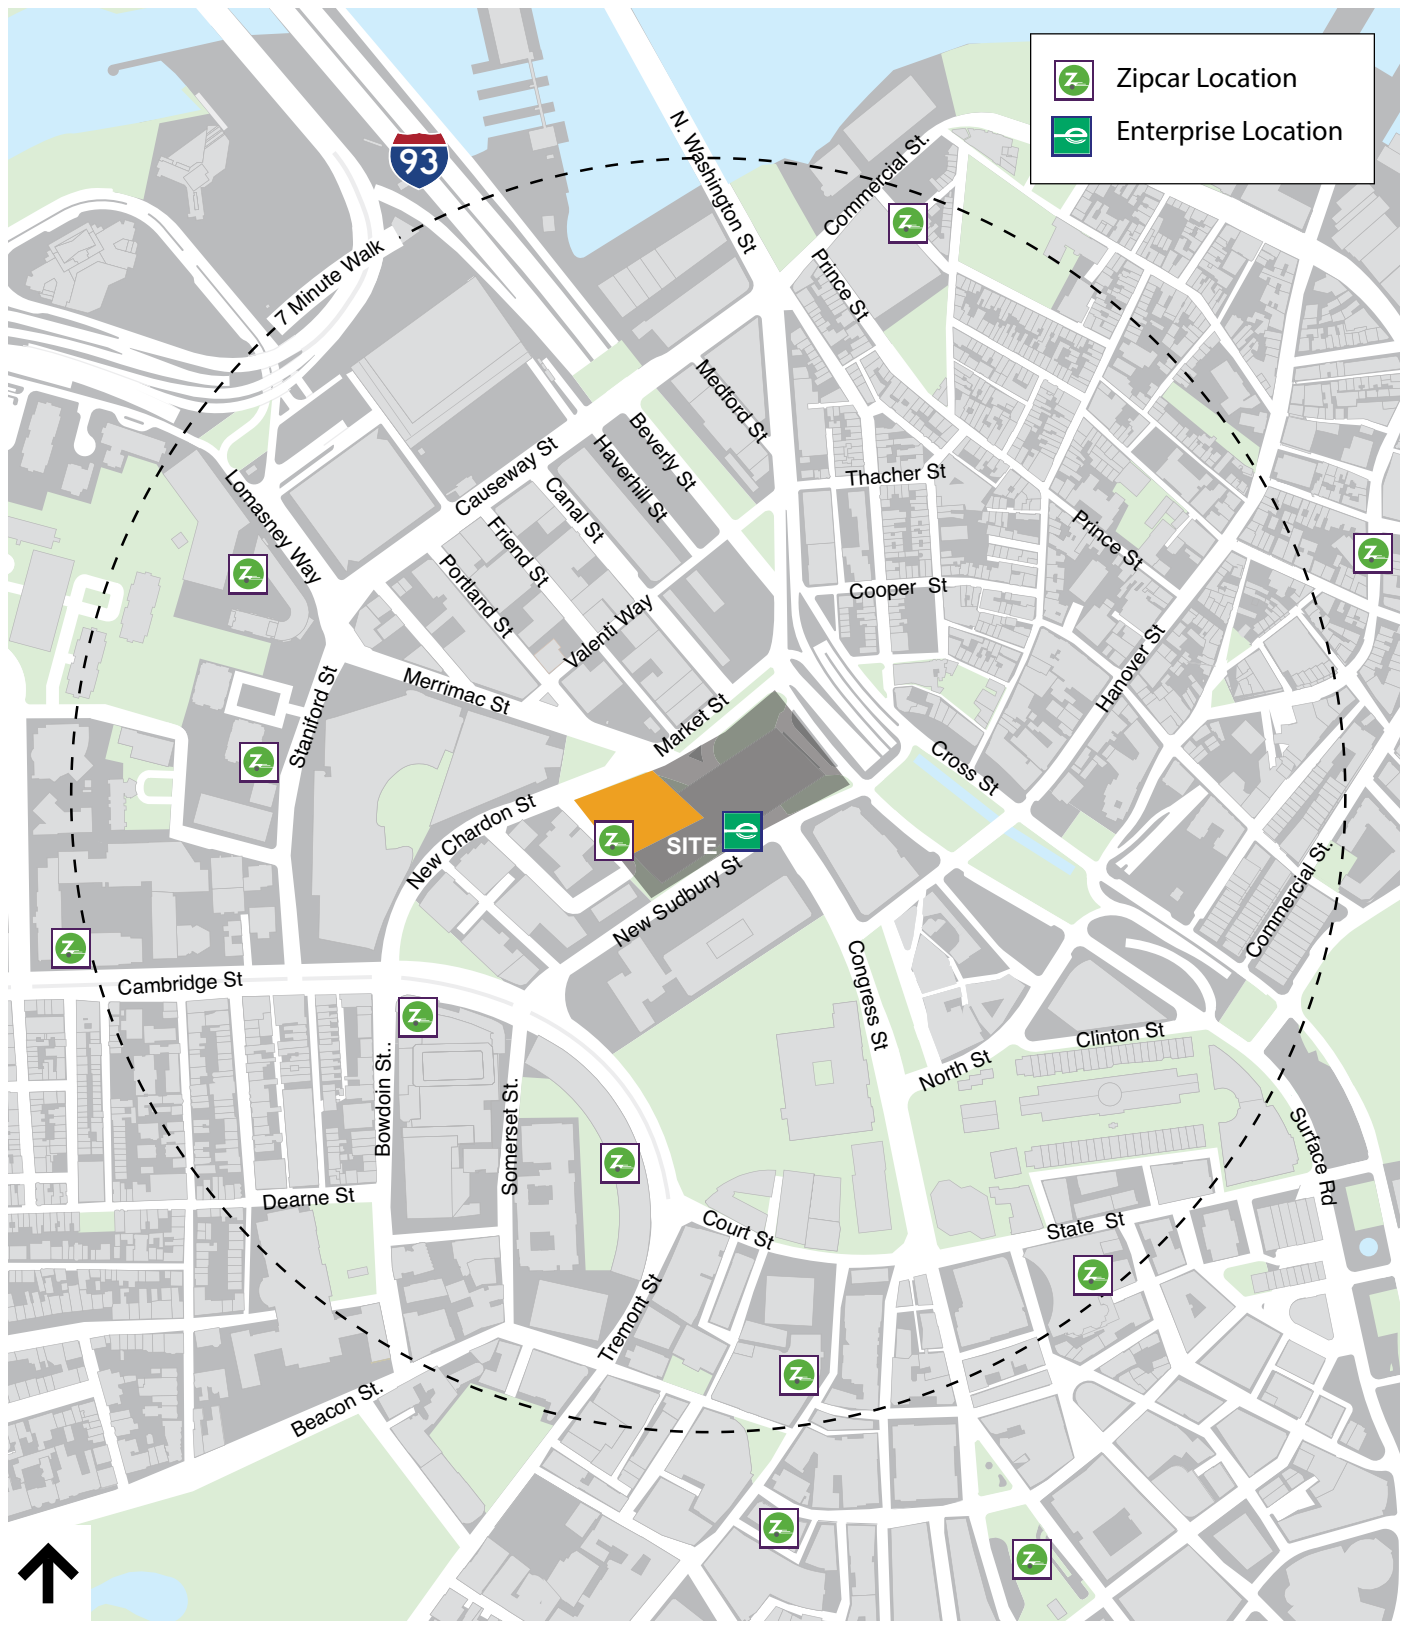 Zipcar Location
Enterprise Location
93
N. Washington St
Commercial St.
7 Minute Walk
Prince St
Medford St
Beverly St
Haverhill St
Causeway St
Canal St
Friend St
Portland St
Valenti Way
Lomasney Way
Thacher St
Prince St
Cooper St
Hanover St
Merrimac St
Staniford St
Market St
Cross St
New Chardon St
SITE
New Sudbury St
Commercial St.
Cambridge St
Congress St
Clinton St
North St
Bowdoin St..
Somerset St.
Surface Rd
Dearne St
Court St
State St
Tremont St
Beacon St.